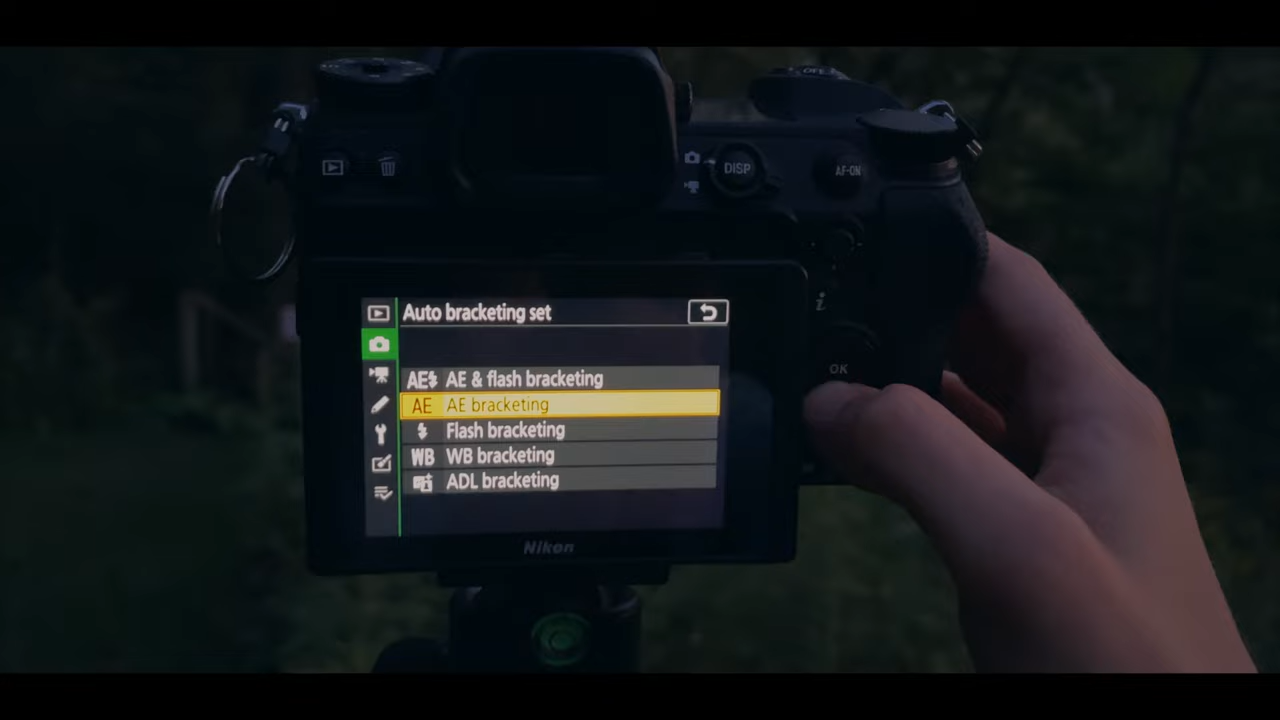 OFF
DISP
AF-ON
i
Auto bracketing set
AE AE & flash bracketing
AE AE bracketing
Flash bracketing
WB WB bracketing
ADL bracketing
OK
Nikon